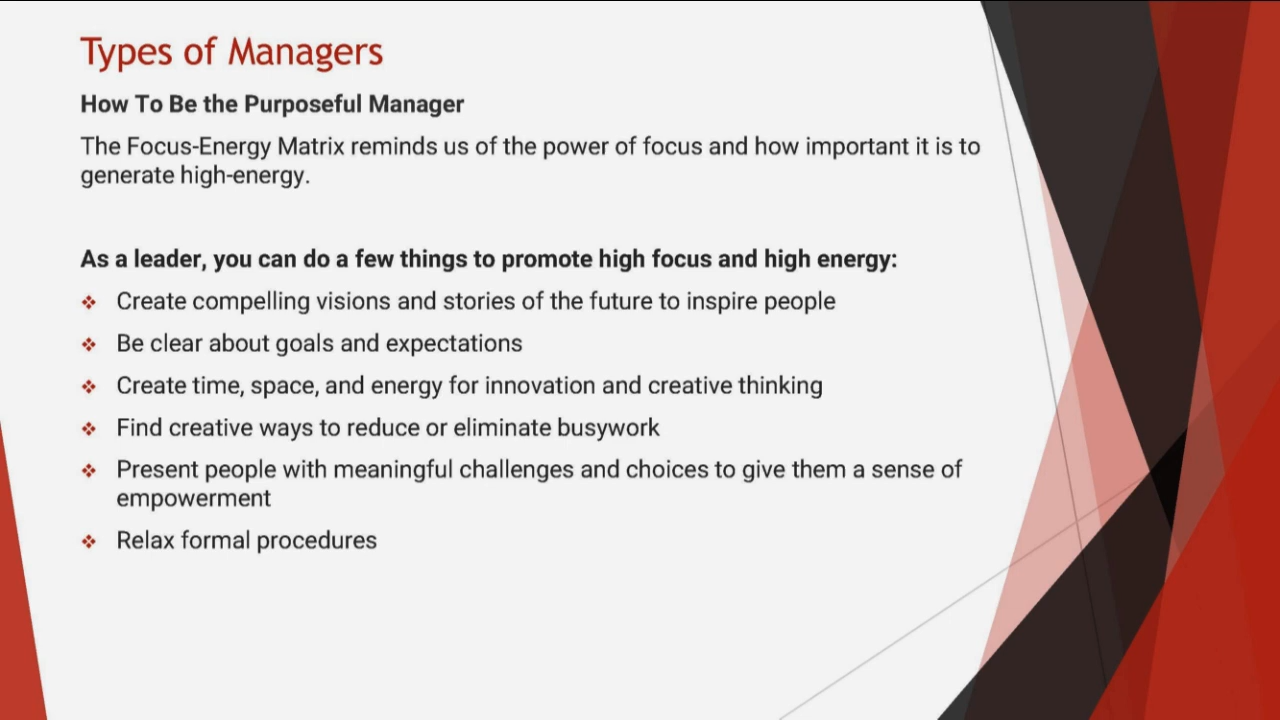 Types of Managers
How To Be the Purposeful Manager
The Focus-Energy Matrix reminds us of the power of focus and how important it is to
generate high-energy.
As a leader, you can do a few things to promote high focus and high energy:
❖ Create compelling visions and stories of the future to inspire people
❖ Be clear about goals and expectations
❖ Create time, space, and energy for innovation and creative thinking
❖ Find creative ways to reduce or eliminate busywork
❖ Present people with meaningful challenges and choices to give them a sense of
empowerment
❖ Relax formal procedures